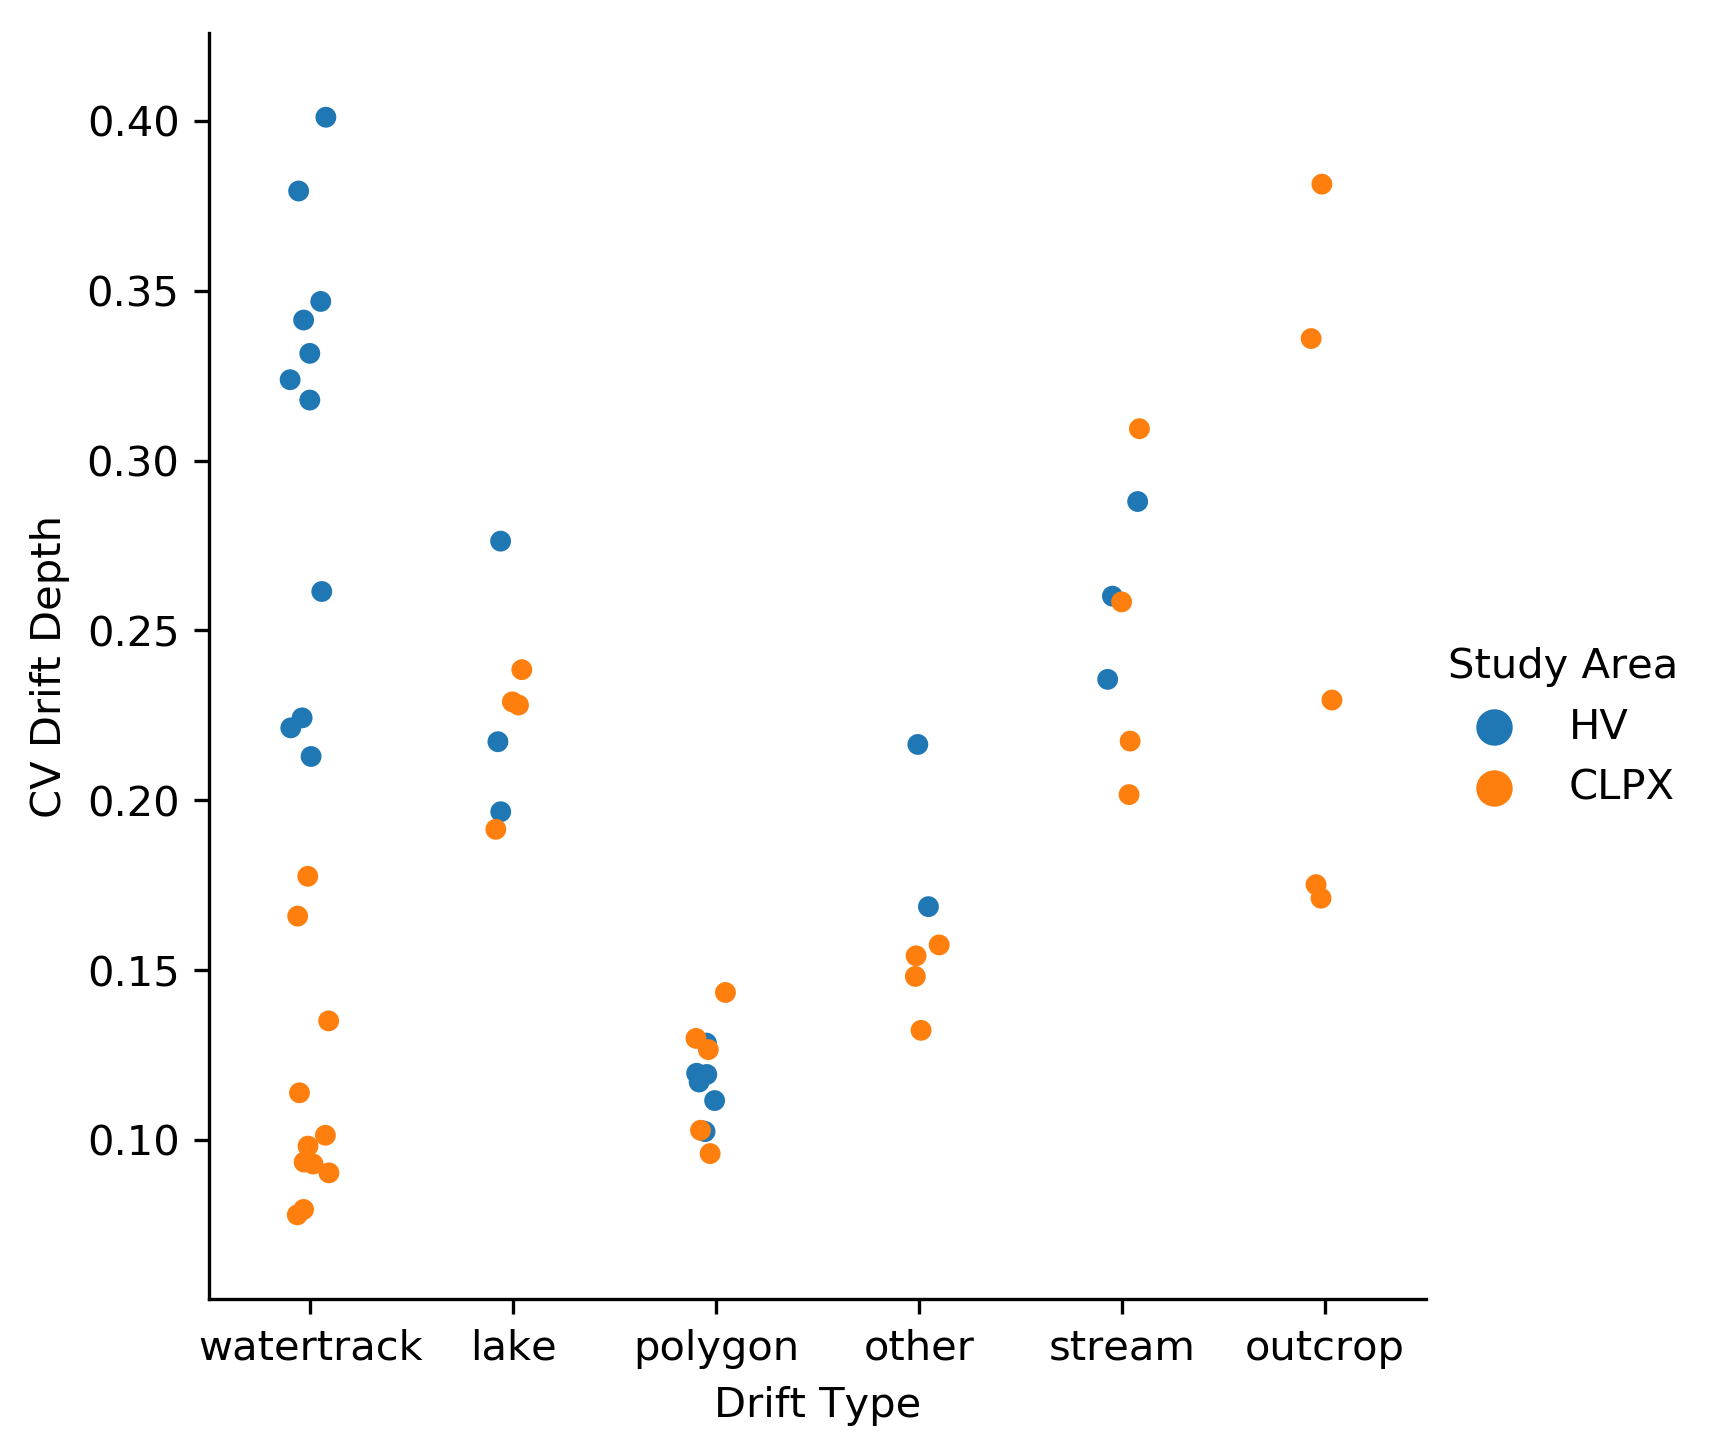 0.40
0.35
0.30
0.25
0.20
0.15
0.10
CV Drift Depth
watertrack lake polygon other stream outcrop
Drift Type
Study Area
HV
CLPX